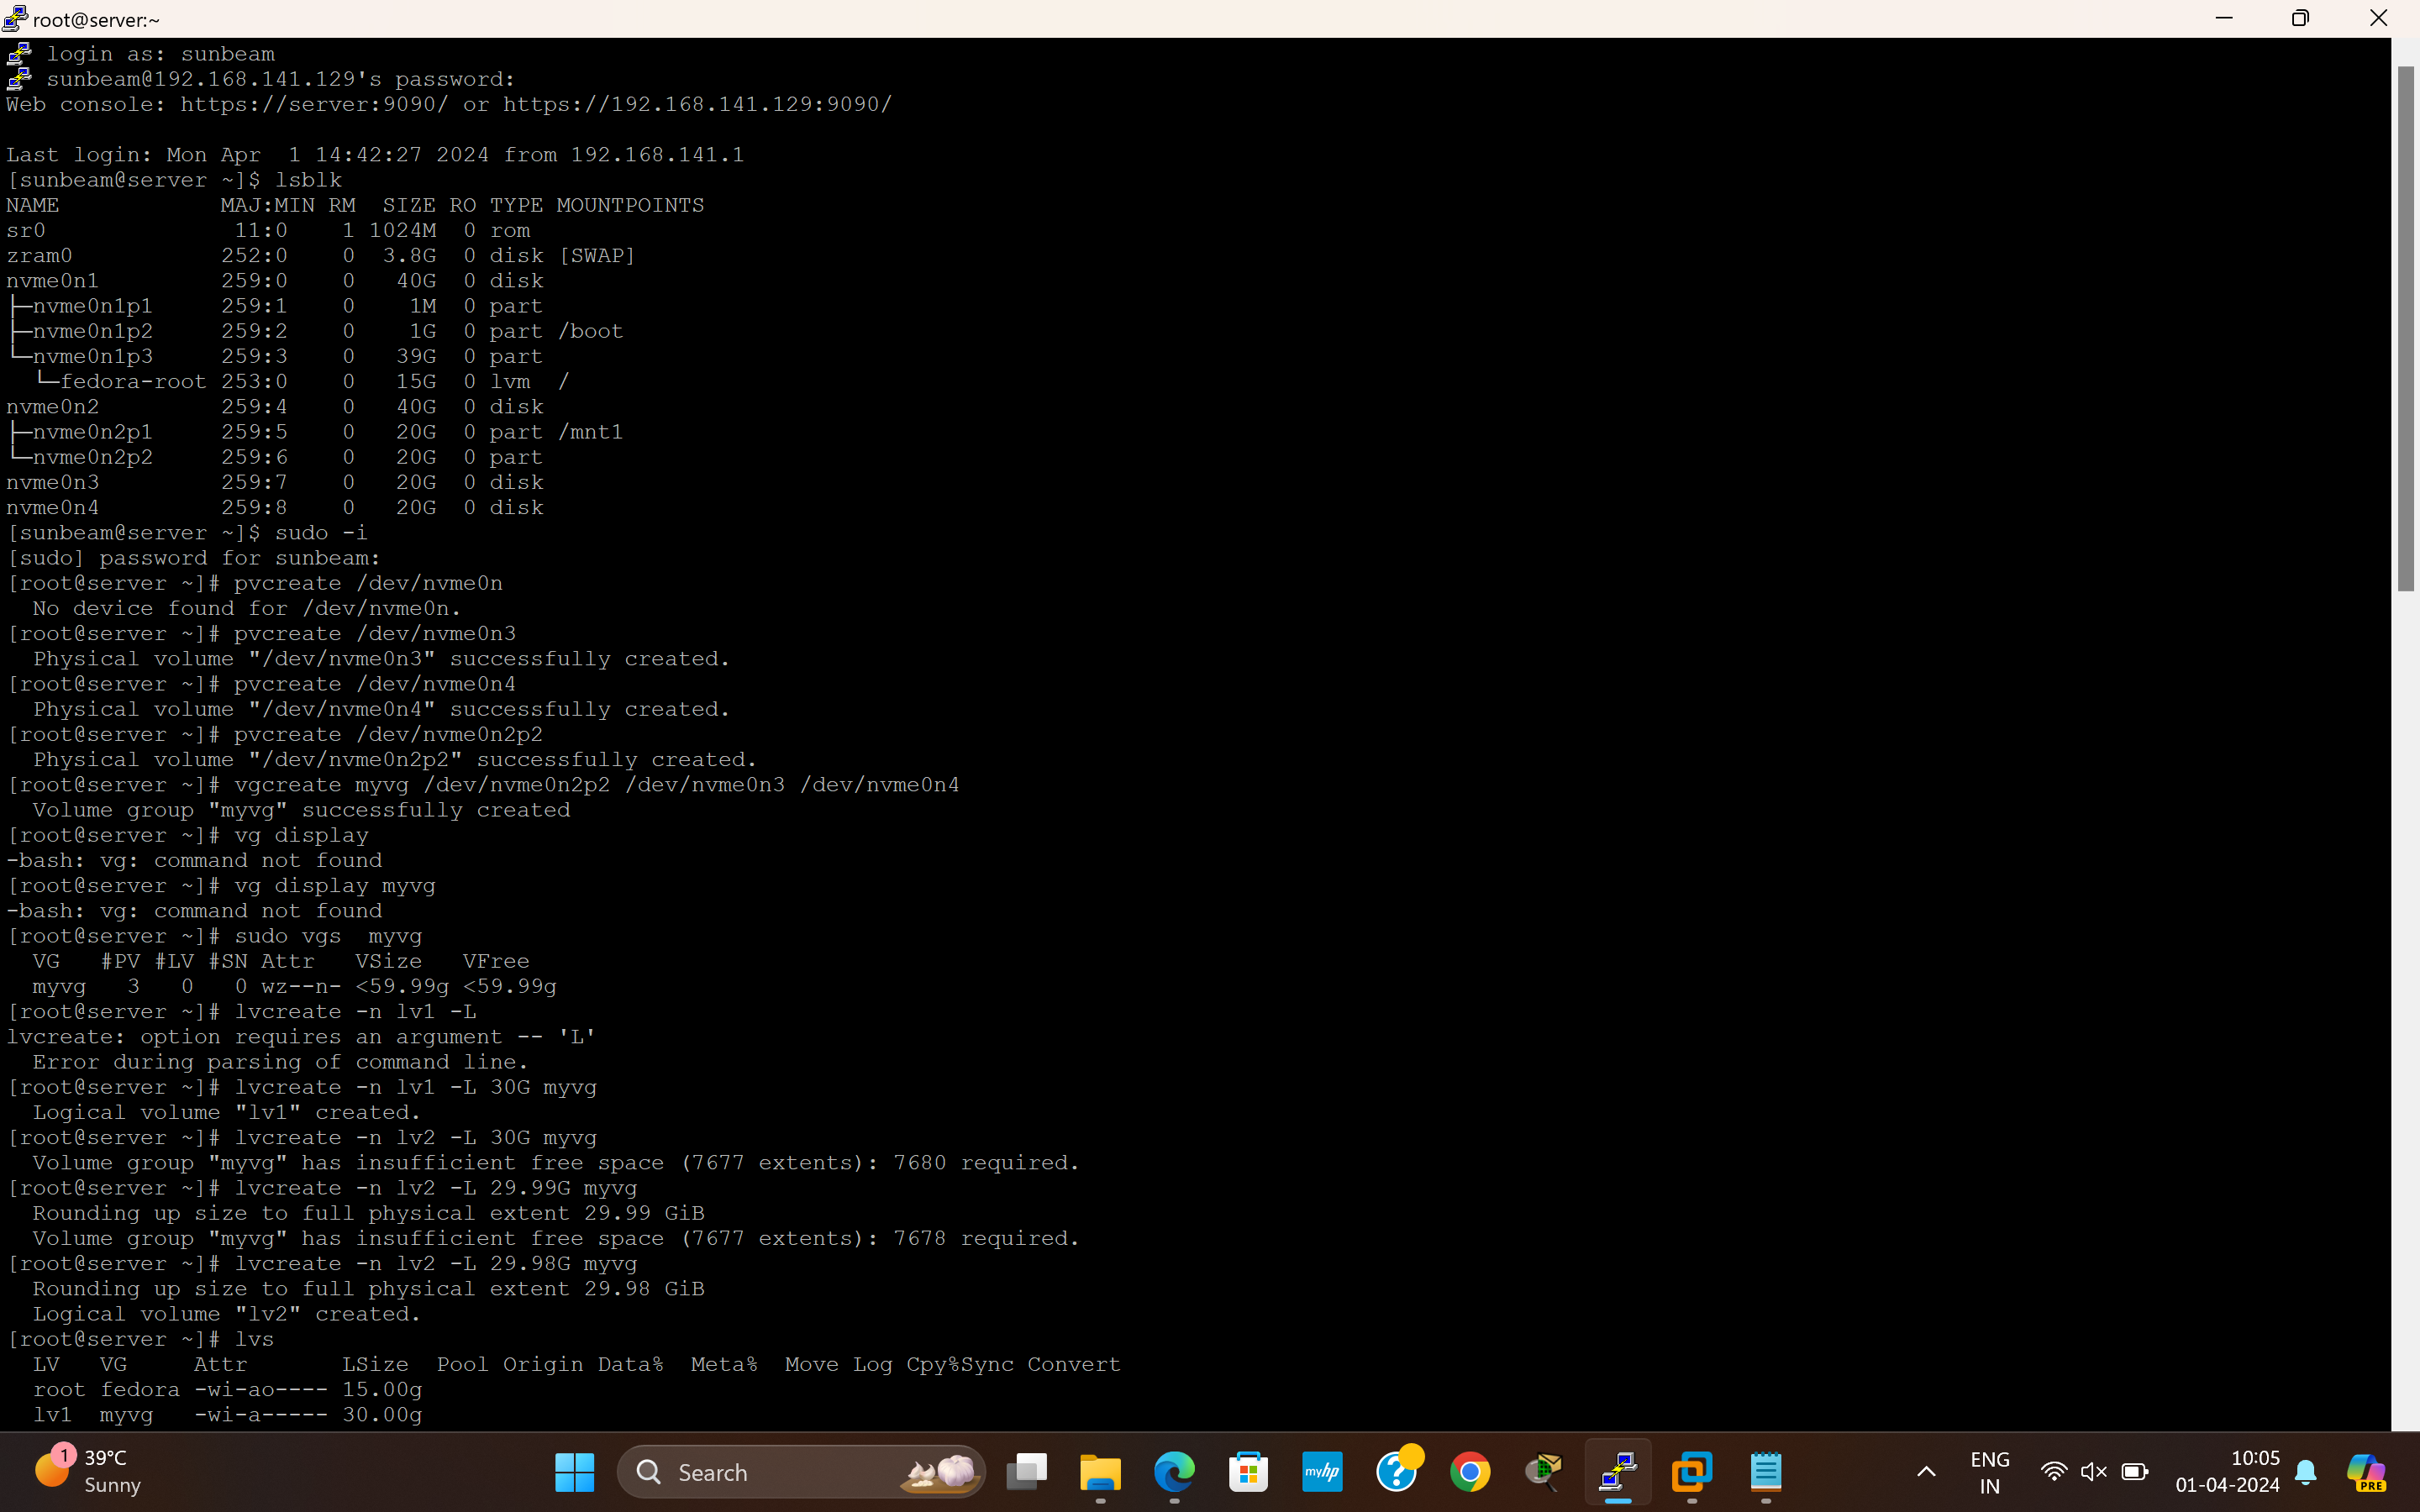 root@server:~
login as: sunbeam
sunbeam@192.168.141.129's password:
Web console: https://server:9090/ or https://192.168.141.129:9090/
Last login: Mon Apr  1 14:42:27 2024 from 192.168.141.1
[sunbeam@server ~]$ lsblk
NAME            MAJ:MIN RM  SIZE RO TYPE MOUNTPOINTS
sr0              11:0    1 1024M  0 rom
zram0           252:0    0  3.8G  0 disk [SWAP]
nvme0n1         259:0    0   40G  0 disk
├─nvme0n1p1     259:1    0    1M  0 part
├─nvme0n1p2     259:2    0    1G  0 part /boot
└─nvme0n1p3     259:3    0   39G  0 part
  └─fedora-root 253:0    0   15G  0 lvm  /
nvme0n2         259:4    0   40G  0 disk
├─nvme0n2p1     259:5    0   20G  0 part /mnt1
└─nvme0n2p2     259:6    0   20G  0 part
nvme0n3         259:7    0   20G  0 disk
nvme0n4         259:8    0   20G  0 disk
[sunbeam@server ~]$ sudo -i
[sudo] password for sunbeam:
[root@server ~]# pvcreate /dev/nvme0n
  No device found for /dev/nvme0n.
[root@server ~]# pvcreate /dev/nvme0n3
  Physical volume "/dev/nvme0n3" successfully created.
[root@server ~]# pvcreate /dev/nvme0n4
  Physical volume "/dev/nvme0n4" successfully created.
[root@server ~]# pvcreate /dev/nvme0n2p2
  Physical volume "/dev/nvme0n2p2" successfully created.
[root@server ~]# vgcreate myvg /dev/nvme0n2p2 /dev/nvme0n3 /dev/nvme0n4
  Volume group "myvg" successfully created
[root@server ~]# vg display
-bash: vg: command not found
[root@server ~]# vg display myvg
-bash: vg: command not found
[root@server ~]# sudo vgs  myvg
  VG   #PV #LV #SN Attr   VSize   VFree
  myvg   3   0   0 wz--n- <59.99g <59.99g
[root@server ~]# lvcreate -n lv1 -L
lvcreate: option requires an argument -- 'L'
  Error during parsing of command line.
[root@server ~]# lvcreate -n lv1 -L 30G myvg
  Logical volume "lv1" created.
[root@server ~]# lvcreate -n lv2 -L 30G myvg
  Volume group "myvg" has insufficient free space (7677 extents): 7680 required.
[root@server ~]# lvcreate -n lv2 -L 29.99G myvg
  Rounding up size to full physical extent 29.99 GiB
  Volume group "myvg" has insufficient free space (7677 extents): 7678 required.
[root@server ~]# lvcreate -n lv2 -L 29.98G myvg
  Rounding up size to full physical extent 29.98 GiB
  Logical volume "lv2" created.
[root@server ~]# lvs
  LV   VG     Attr       LSize  Pool Origin Data%  Meta%  Move Log Cpy%Sync Convert
  root fedora -wi-ao---- 15.00g
  lv1  myvg   -wi-a----- 30.00g
1
39°C
Sunny
Search
myhp
ENG
IN
10:05
01-04-2024
PRE